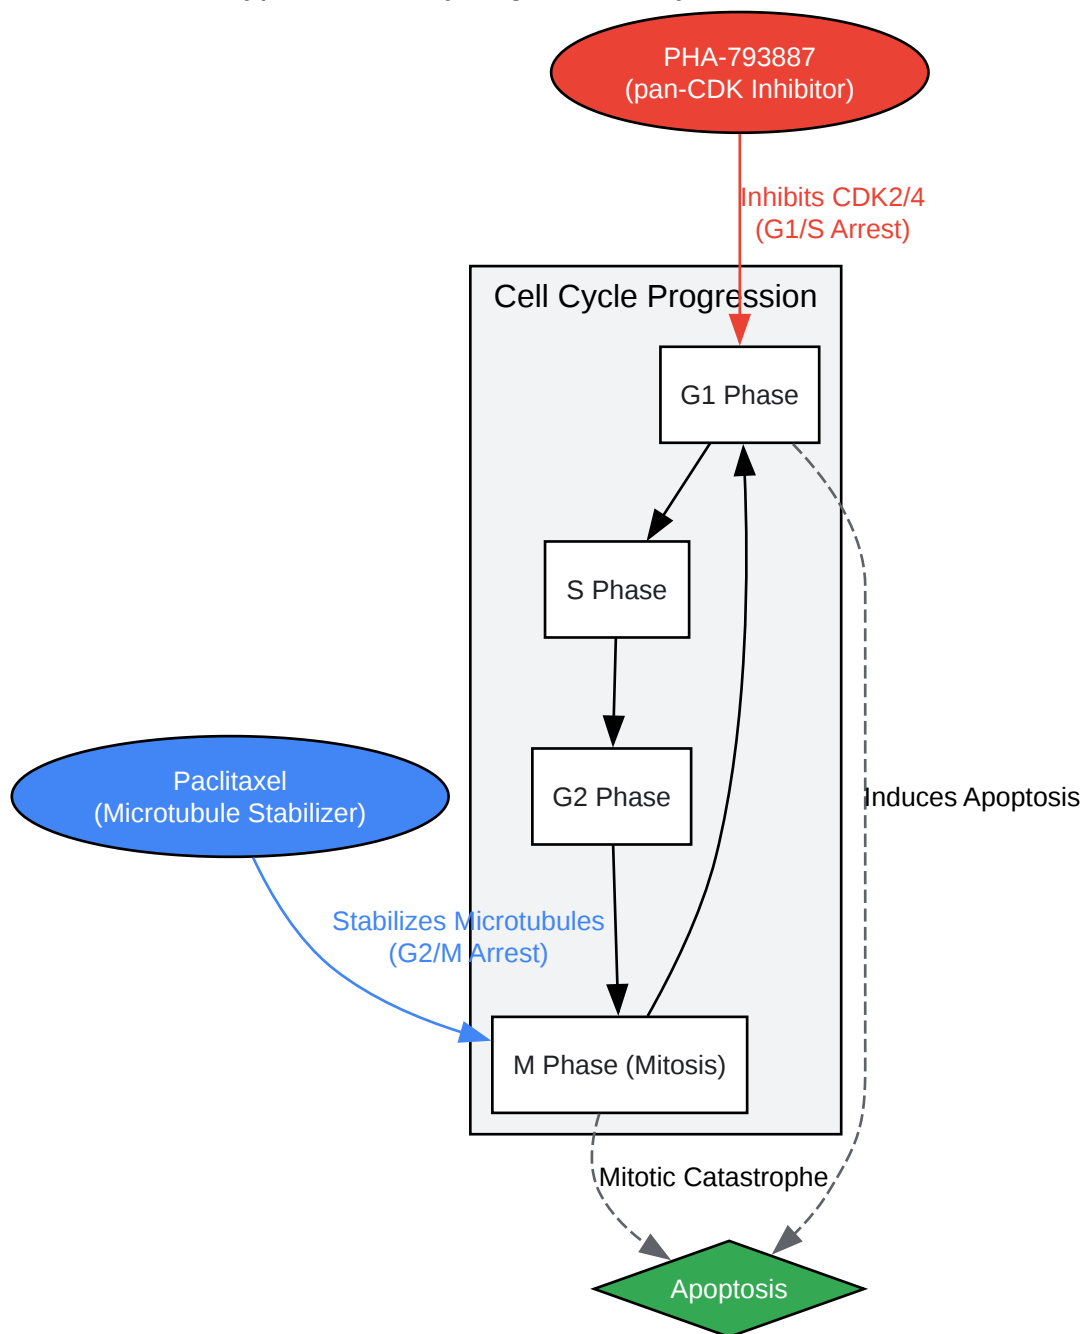 PHA-793887
(pan-CDK Inhibitor)
Inhibits CDK2/4
(G1/S Arrest)
Cell Cycle Progression
G1 Phase
S Phase
Paclitaxel
(Microtubule Stabilizer)
G2 Phase
Induces Apoptosis
Stabilizes Microtubules
(G2/M Arrest)
M Phase (Mitosis)
Mitotic Catastrophe
Apoptosis